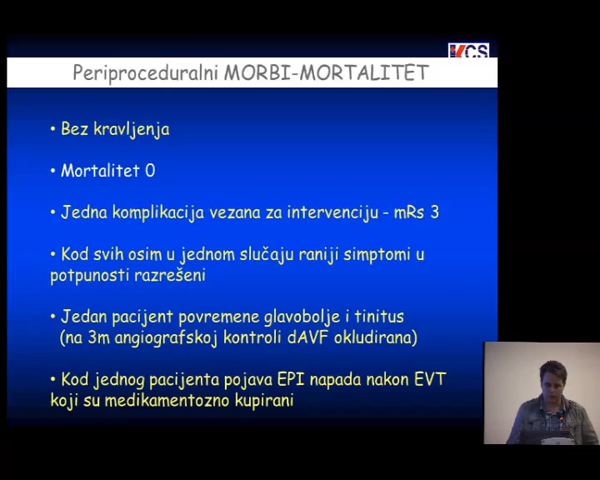 KCS
Periproceduralni MORBI-MORTALITET
• Bez kravljenja
• Mortalitet 0
• Jedna komplikacija vezana za intervenciju - mRs 3
• Kod svih osim u jednom slučaju raniji simptomi u
potpunosti razrešeni
• Jedan pacijent povremene glavobolje i tinitus
(na 3m angiografskoj kontroli dAVF okludirana)
• Kod jednog pacijenta pojava EPI napada nakon EVT
koji su medikamentozno kupirani